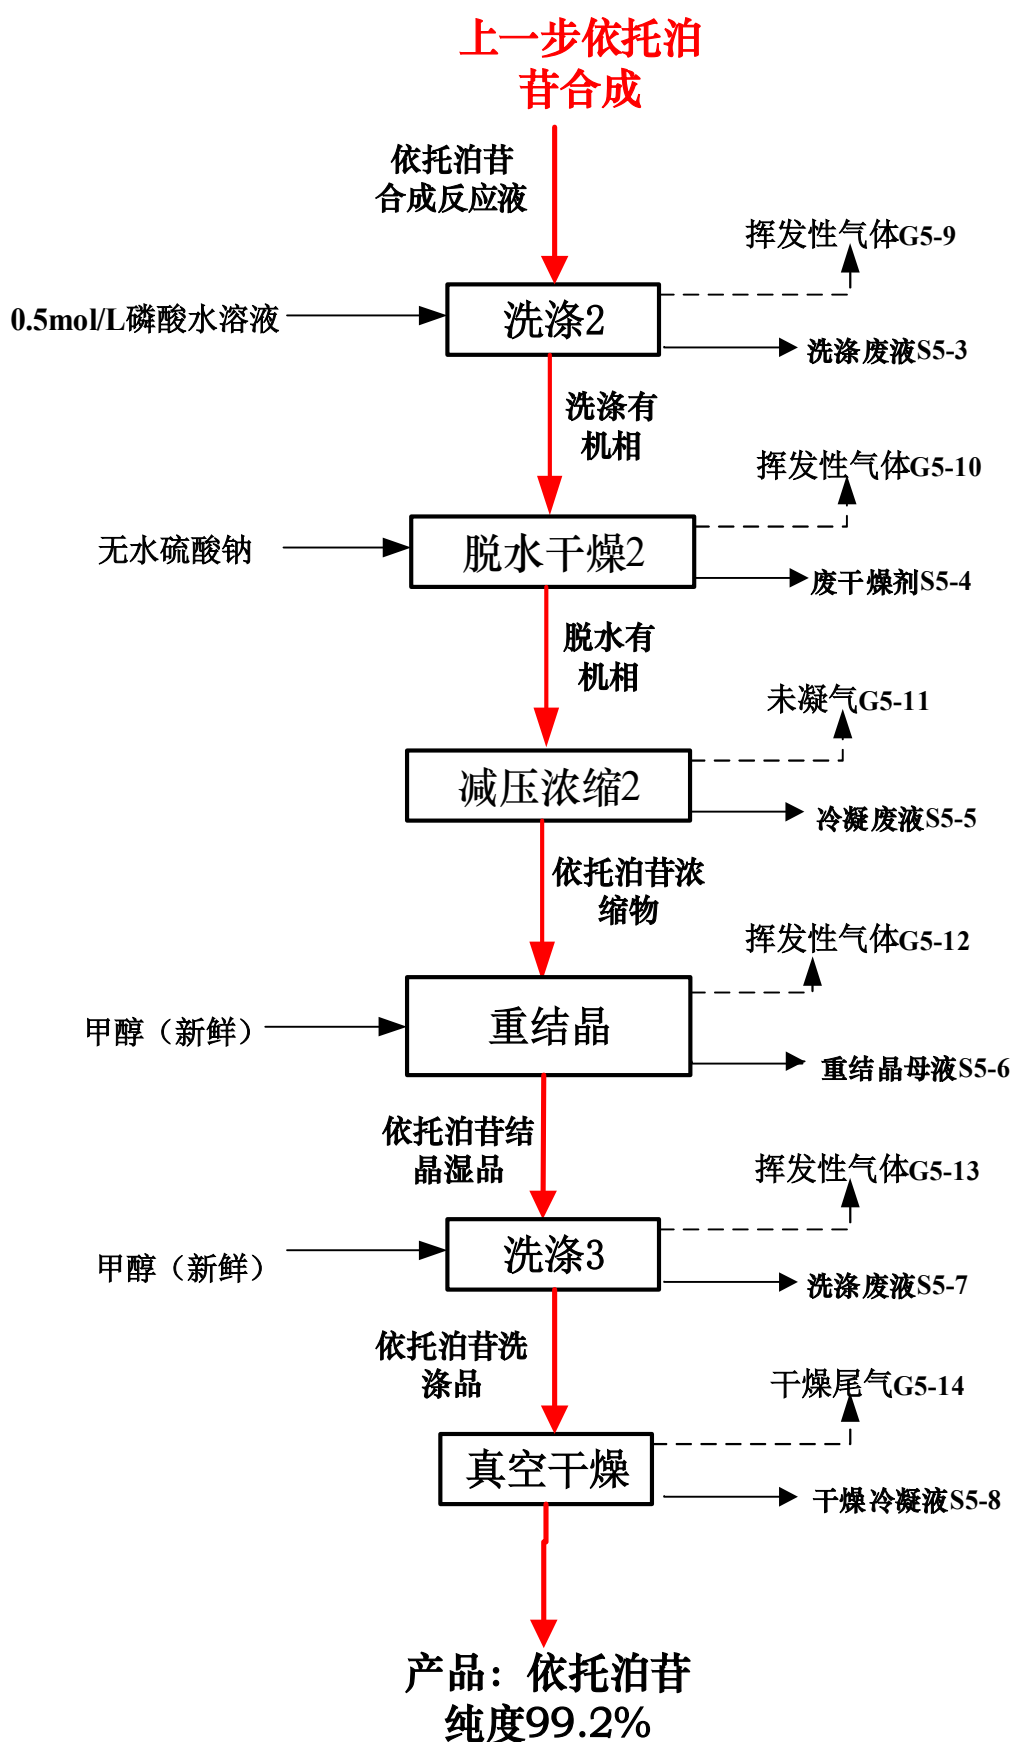 上一步依托泊
苷合成
依托泊苷
合成反应液
挥发性气体G5-9
0.5mol/L磷酸水溶液
洗涤2
洗涤废液S5-3
洗涤有
机相
挥发性气体G5-10
无水硫酸钠
脱水干燥2
废干燥剂S5-4
脱水有
机相
未凝气G5-11
减压浓缩2
冷凝废液S5-5
依托泊苷浓
缩物
挥发性气体G5-12
甲醇（新鲜）
重结晶
重结晶母液S5-6
依托泊苷结
晶湿品
挥发性气体G5-13
甲醇（新鲜）
洗涤3
洗涤废液S5-7
依托泊苷洗
涤品
干燥尾气G5-14
真空干燥
干燥冷凝液S5-8
产品：依托泊苷
纯度99.2%